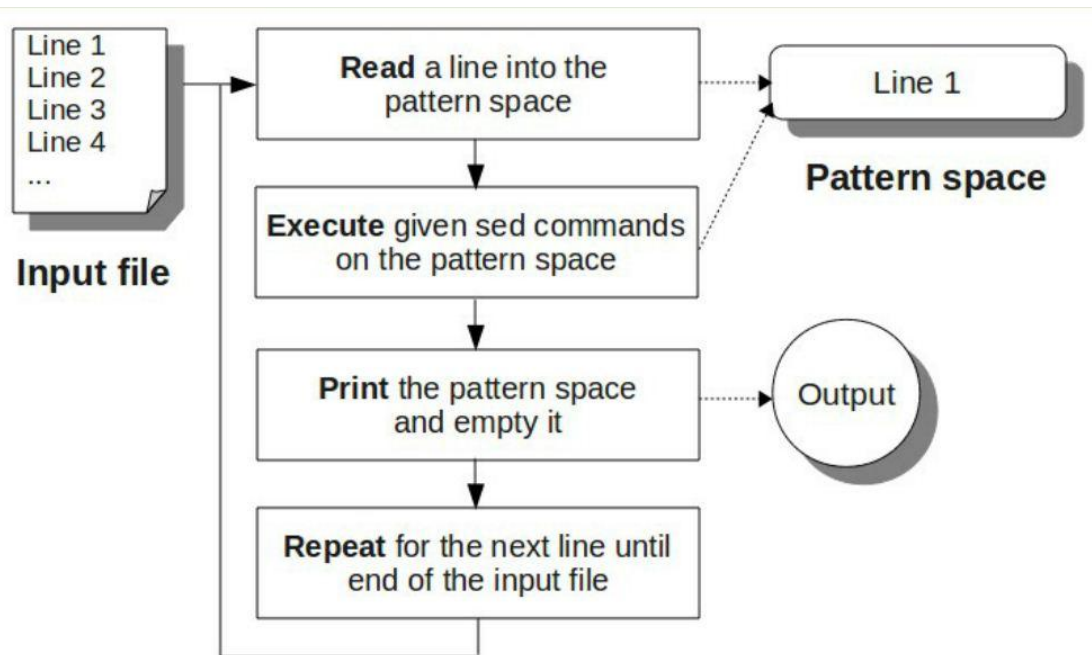 Line 1
Line 2
Line 3
Line 4
...
Input file
Read a line into the
pattern space
Execute given sed commands
on the pattern space
Print the pattern space
and empty it
Repeat for the next line until
end of the input file
Line 1
Pattern space
Output